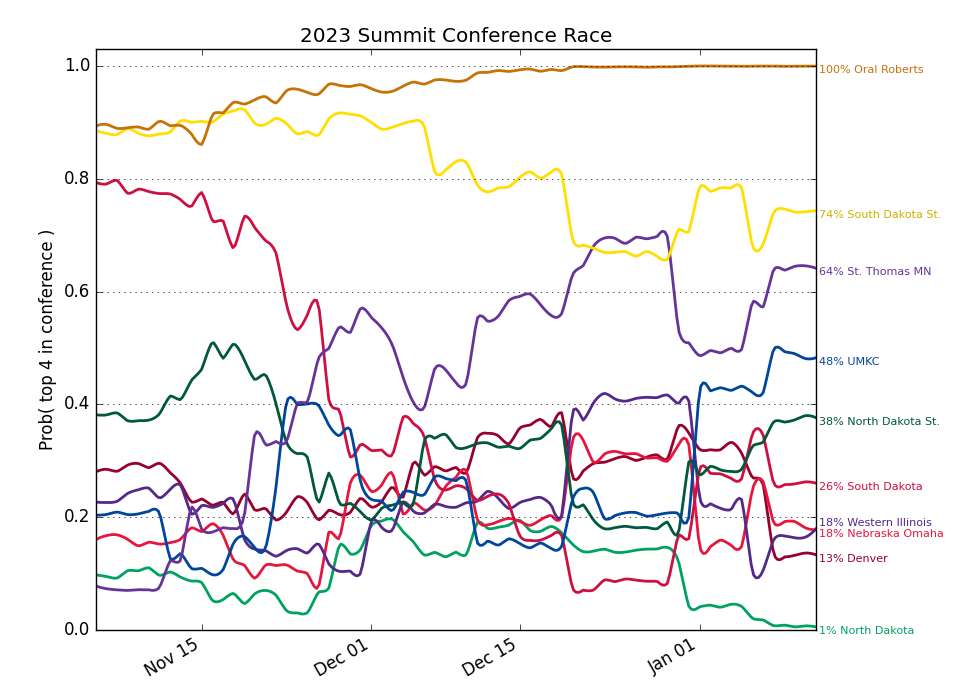 2023 Summit Conference Race
Prob( top 4 in conference )
1.0
0.8
0.6
0.4
0.2
0.0
Nov 15
Dec 01
Dec 15
Jan 01
100% Oral Roberts
74% South Dakota St.
64% St. Thomas MN
48% UMKC
38% North Dakota St.
26% South Dakota
18% Western Illinois
18% Nebraska Omaha
13% Denver
1% North Dakota